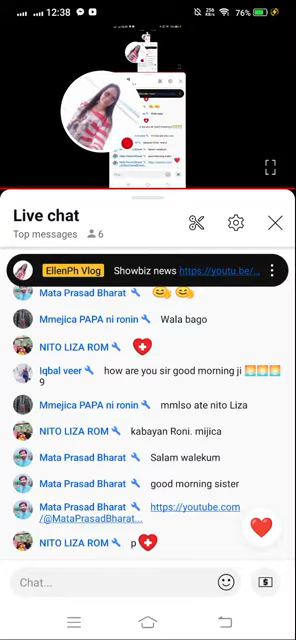 12:38
76%
Live chat
Top messages 6
EllenPh Vlog Showbiz news https://youtu.be/...
Mata Prasad Bharat
Mmejica PAPA ni ronin Wala bago
NITO LIZA ROM
Iqbal veer how are you sir good morning ji
9
Mmejica PAPA ni ronin mmlso ate nito Liza
NITO LIZA ROM kabayan Roni. mijica
Mata Prasad Bharat Salam walekum
Mata Prasad Bharat good morning sister
Mata Prasad Bharat https://youtube.com
/@MataPrasadBharat...
NITO LIZA ROM p
Chat...